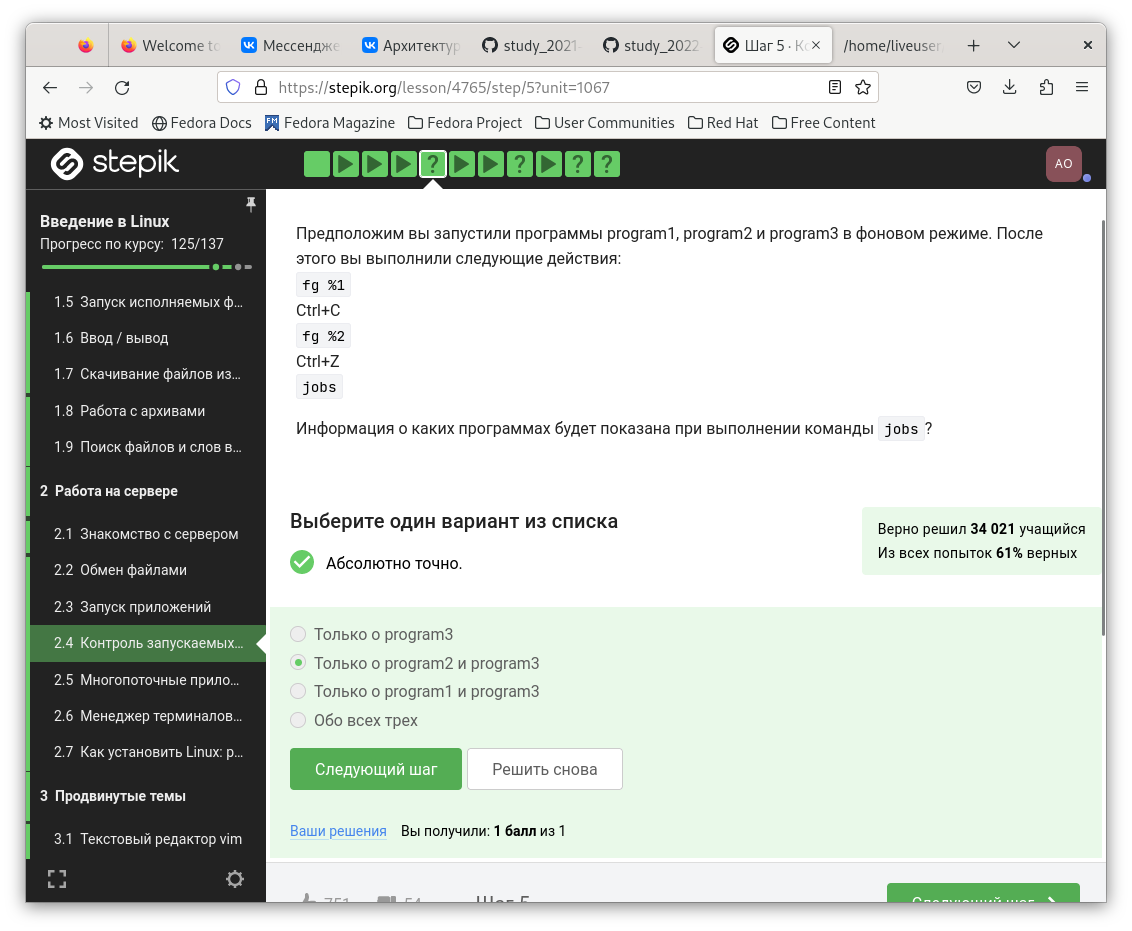 Welcome to
Мессендже
Архитектур
study_2021-
study_2022
Шаг 5 · Ко
/home/liveuser
https://stepik.org/lesson/4765/step/5?unit=1067
Most Visited
Fedora Docs
Fedora Magazine
Fedora Project
User Communities
Red Hat
Free Content
stepik
? ? ? ?
AO
Введение в Linux
Прогресс по курсу: 125/137
1.5 Запуск исполняемых ф…
1.6 Ввод / вывод
1.7 Скачивание файлов из…
1.8 Работа с архивами
1.9 Поиск файлов и слов в…
2 Работа на сервере
2.1 Знакомство с сервером
2.2 Обмен файлами
2.3 Запуск приложений
2.4 Контроль запускаемых…
2.5 Многопоточные прило…
2.6 Менеджер терминалов…
2.7 Как установить Linux: р…
3 Продвинутые темы
3.1 Текстовый редактор vim
Предположим вы запустили программы program1, program2 и program3 в фоновом режиме. После
этого вы выполнили следующие действия:
fg %1
Ctrl+C
fg %2
Ctrl+Z
jobs
Информация о каких программах будет показана при выполнении команды jobs ?
Выберите один вариант из списка
Абсолютно точно.
Верно решил 34 021 учащийся
Из всех попыток 61% верных
Только о program3
Только о program2 и program3
Только о program1 и program3
Обо всех трех
Следующий шаг
Решить снова
Ваши решения Вы получили: 1 балл из 1
751
54
Шаг 5
Следующий шаг